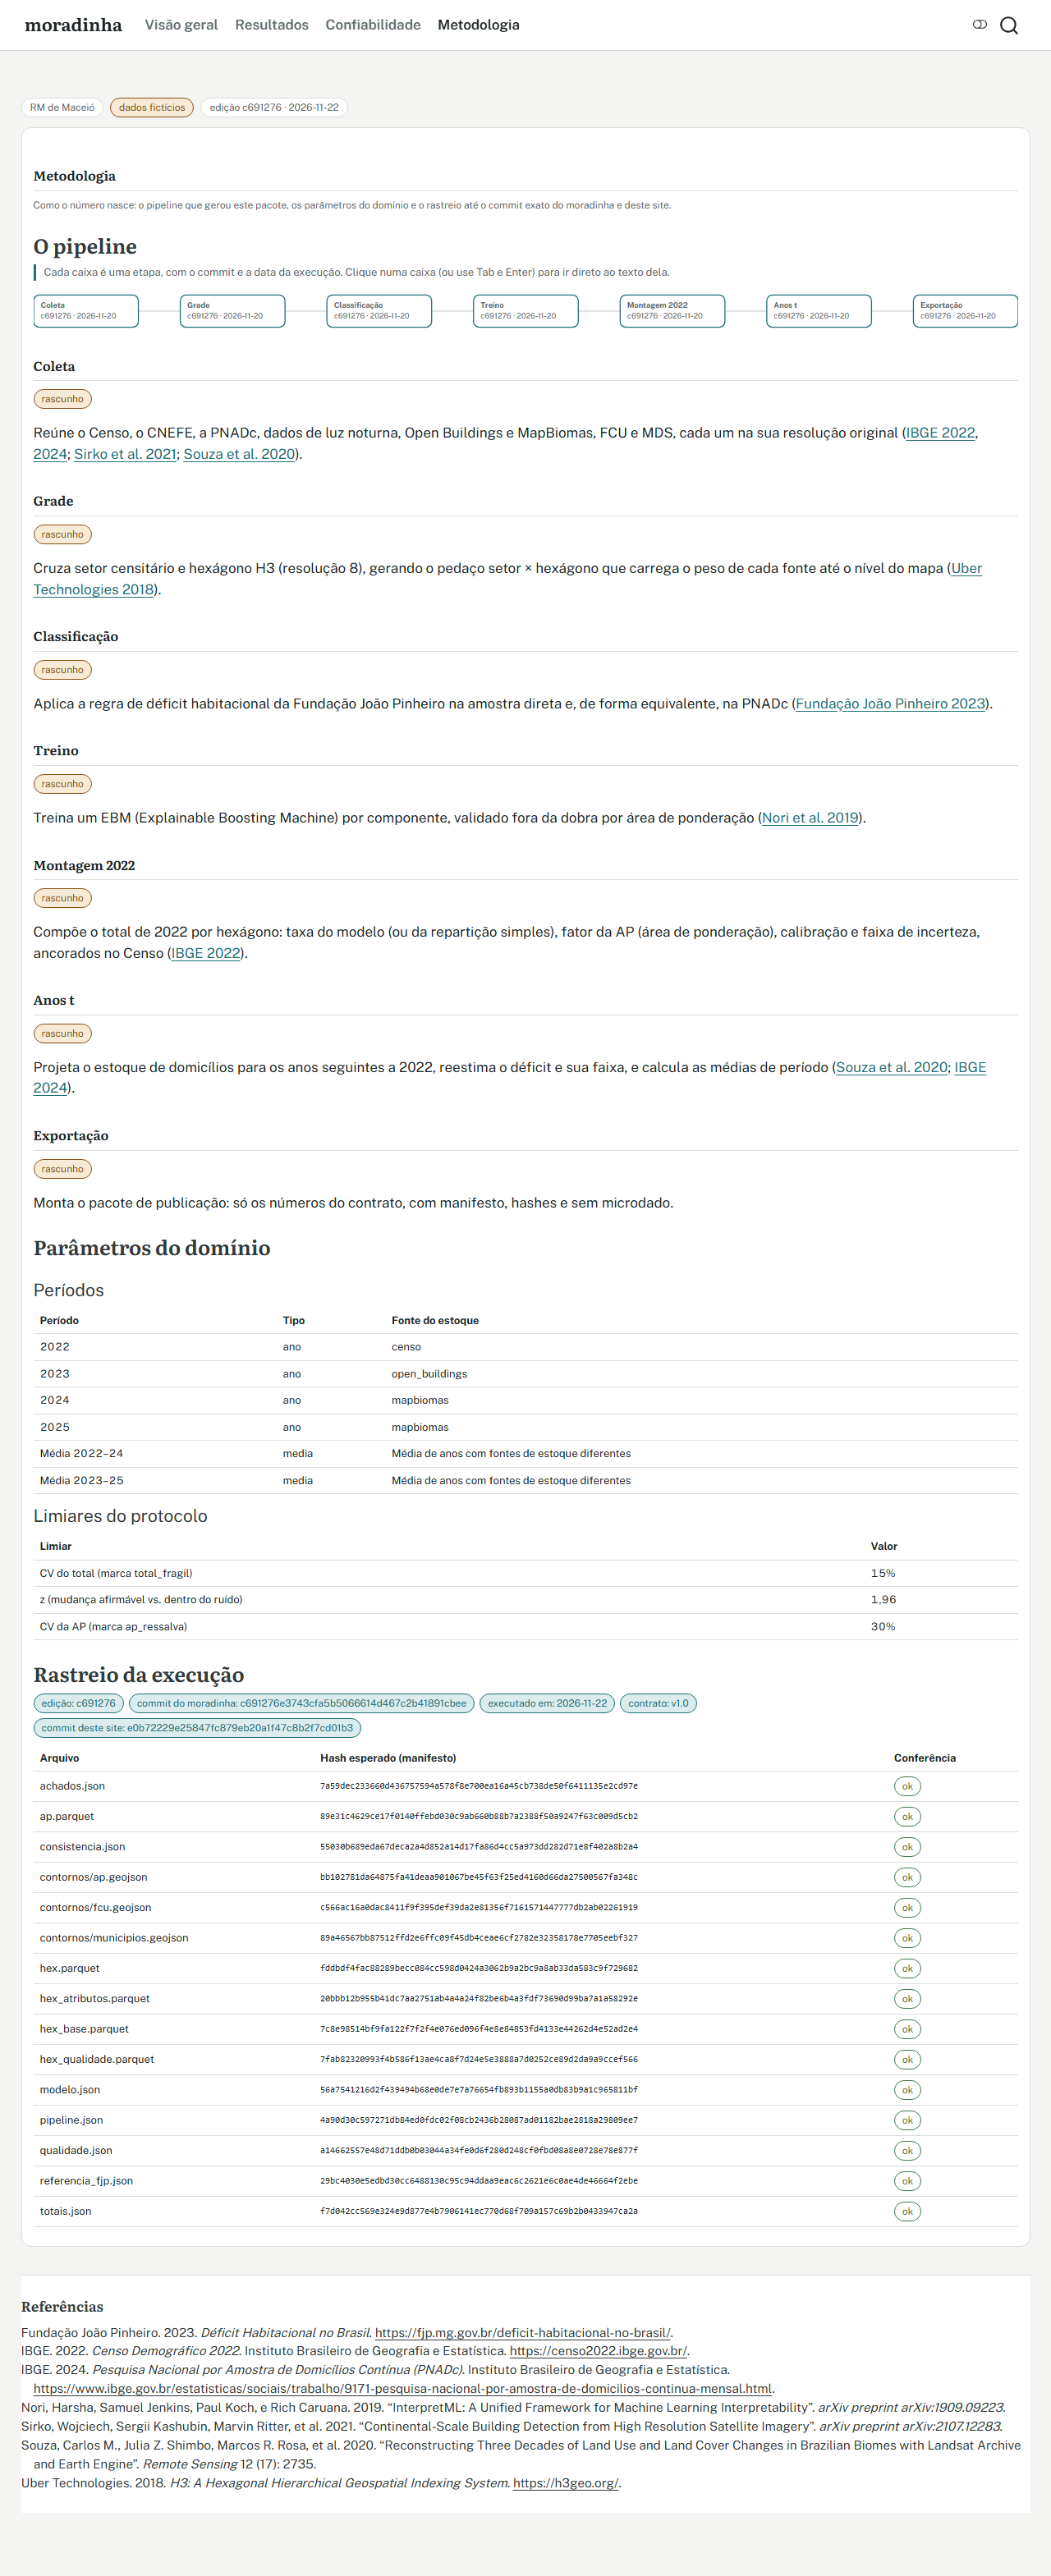 moradinha Visão geral Resultados Confiabilidade Metodologia
RM de Maceió dados fictícios edição c691276 · 2026-11-22
Metodologia
Como o número nasce: o pipeline que gerou este pacote, os parâmetros do domínio e o rastreio até o commit exato do moradinha e deste site.
O pipeline
Cada caixa é uma etapa, com o commit e a data da execução. Clique numa caixa (ou use Tab e Enter) para ir direto ao texto dela.
Coleta Grade Classificação Treino Montagem 2022 Anos t Exportação
c691276 · 2026-11-20 c691276 · 2026-11-20 c691276 · 2026-11-20 c691276 · 2026-11-20 c691276 · 2026-11-20 c691276 · 2026-11-20 c691276 · 2026-11-20
Coleta
rascunho
Reúne o Censo, o CNEFE, a PNADc, dados de luz noturna, Open Buildings e MapBiomas, FCU e MDS, cada um na sua resolução original (IBGE 2022,
2024; Sirko et al. 2021; Souza et al. 2020).
Grade
rascunho
Cruza setor censitário e hexágono H3 (resolução 8), gerando o pedaço setor × hexágono que carrega o peso de cada fonte até o nível do mapa (Uber
Technologies 2018).
Classificação
rascunho
Aplica a regra de déficit habitacional da Fundação João Pinheiro na amostra direta e, de forma equivalente, na PNADc (Fundação João Pinheiro 2023).
Treino
rascunho
Treina um EBM (Explainable Boosting Machine) por componente, validado fora da dobra por área de ponderação (Nori et al. 2019).
Montagem 2022
rascunho
Compõe o total de 2022 por hexágono: taxa do modelo (ou da repartição simples), fator da AP (área de ponderação), calibração e faixa de incerteza,
ancorados no Censo (IBGE 2022).
Anos t
rascunho
Projeta o estoque de domicílios para os anos seguintes a 2022, reestima o déficit e sua faixa, e calcula as médias de período (Souza et al. 2020; IBGE
2024).
Exportação
rascunho
Monta o pacote de publicação: só os números do contrato, com manifesto, hashes e sem microdado.
Parâmetros do domínio
Períodos
Período Tipo Fonte do estoque
2022 ano censo
2023 ano open_buildings
2024 ano mapbiomas
2025 ano mapbiomas
Média 2022–24 media Média de anos com fontes de estoque diferentes
Média 2023–25 media Média de anos com fontes de estoque diferentes
Limiares do protocolo
Limiar Valor
CV do total (marca total_fragil) 15%
z (mudança afirmável vs. dentro do ruído) 1,96
CV da AP (marca ap_ressalva) 30%
Rastreio da execução
edição: c691276 commit do moradinha: c691276e3743cfa5b5066614d467c2b41891cbee executado em: 2026-11-22 contrato: v1.0
commit deste site: e0b72229e25847fc879eb20a1f47c8b2f7cd01b3
Arquivo Hash esperado (manifesto) Conferência
achados.json 7a59dec233660d436757594a578f8e700ea16a45cb738de50f6411135e2cd97e ok
ap.parquet 89e31c4629ce17f0140ffebd030c9ab660b88b7a2388f50a9247f63c009d5cb2 ok
consistencia.json 55030b689eda67deca2a4d852a14d17fa86d4cc5a973dd282d71e8f402a8b2a4 ok
contornos/ap.geojson bb102781da64875fa41deaa901067be45f63f25ed4160d66da27500567fa348c ok
contornos/fcu.geojson c566ac16a0dac8411f9f395def39da2e81356f7161571447777db2ab02261919 ok
contornos/municipios.geojson 89a46567bb87512ffd2e6ffc09f45db4ceae6cf2782e32358178e7705eebf327 ok
hex.parquet fddbdf4fac88289becc084cc598d0424a3062b9a2bc9a8ab33da583c9f729682 ok
hex_atributos.parquet 20bbb12b955b41dc7aa2751ab4a4a24f82be6b4a3fdf73690d99ba7a1a58292e ok
hex_base.parquet 7c8e98514bf9fa122f7f2f4e076ed096f4e8e84853fd4133e44262d4e52ad2e4 ok
hex_qualidade.parquet 7fab82320993f4b586f13ae4ca8f7d24e5e3888a7d0252ce89d2da9a9ccef566 ok
modelo.json 56a7541216d2f439494b68e0de7e7a76654fb893b1155a0db83b9a1c965811bf ok
pipeline.json 4a90d30c597271db84ed0fdc02f08cb2436b28087ad01182bae2818a29809ee7 ok
qualidade.json a14662557e48d71ddb0b03044a34fe0d6f280d248cf0fbd08a8e0728e78e877f ok
referencia_fjp.json 29bc4030e5edbd30cc6488130c95c94ddaa9eac6c2621e6c0ae4de46664f2ebe ok
totais.json f7d042cc569e324e9d877e4b7906141ec770d68f709a157c69b2b0433947ca2a ok
Referências
Fundação João Pinheiro. 2023. Déficit Habitacional no Brasil. https://fjp.mg.gov.br/deficit-habitacional-no-brasil/.
IBGE. 2022. Censo Demográfico 2022. Instituto Brasileiro de Geografia e Estatística. https://censo2022.ibge.gov.br/.
IBGE. 2024. Pesquisa Nacional por Amostra de Domicílios Contínua (PNADc). Instituto Brasileiro de Geografia e Estatística.
https://www.ibge.gov.br/estatisticas/sociais/trabalho/9171-pesquisa-nacional-por-amostra-de-domicilios-continua-mensal.html.
Nori, Harsha, Samuel Jenkins, Paul Koch, e Rich Caruana. 2019. “InterpretML: A Unified Framework for Machine Learning Interpretability”. arXiv preprint arXiv:1909.09223.
Sirko, Wojciech, Sergii Kashubin, Marvin Ritter, et al. 2021. “Continental-Scale Building Detection from High Resolution Satellite Imagery”. arXiv preprint arXiv:2107.12283.
Souza, Carlos M., Julia Z. Shimbo, Marcos R. Rosa, et al. 2020. “Reconstructing Three Decades of Land Use and Land Cover Changes in Brazilian Biomes with Landsat Archive
and Earth Engine”. Remote Sensing 12 (17): 2735.
Uber Technologies. 2018. H3: A Hexagonal Hierarchical Geospatial Indexing System. https://h3geo.org/.